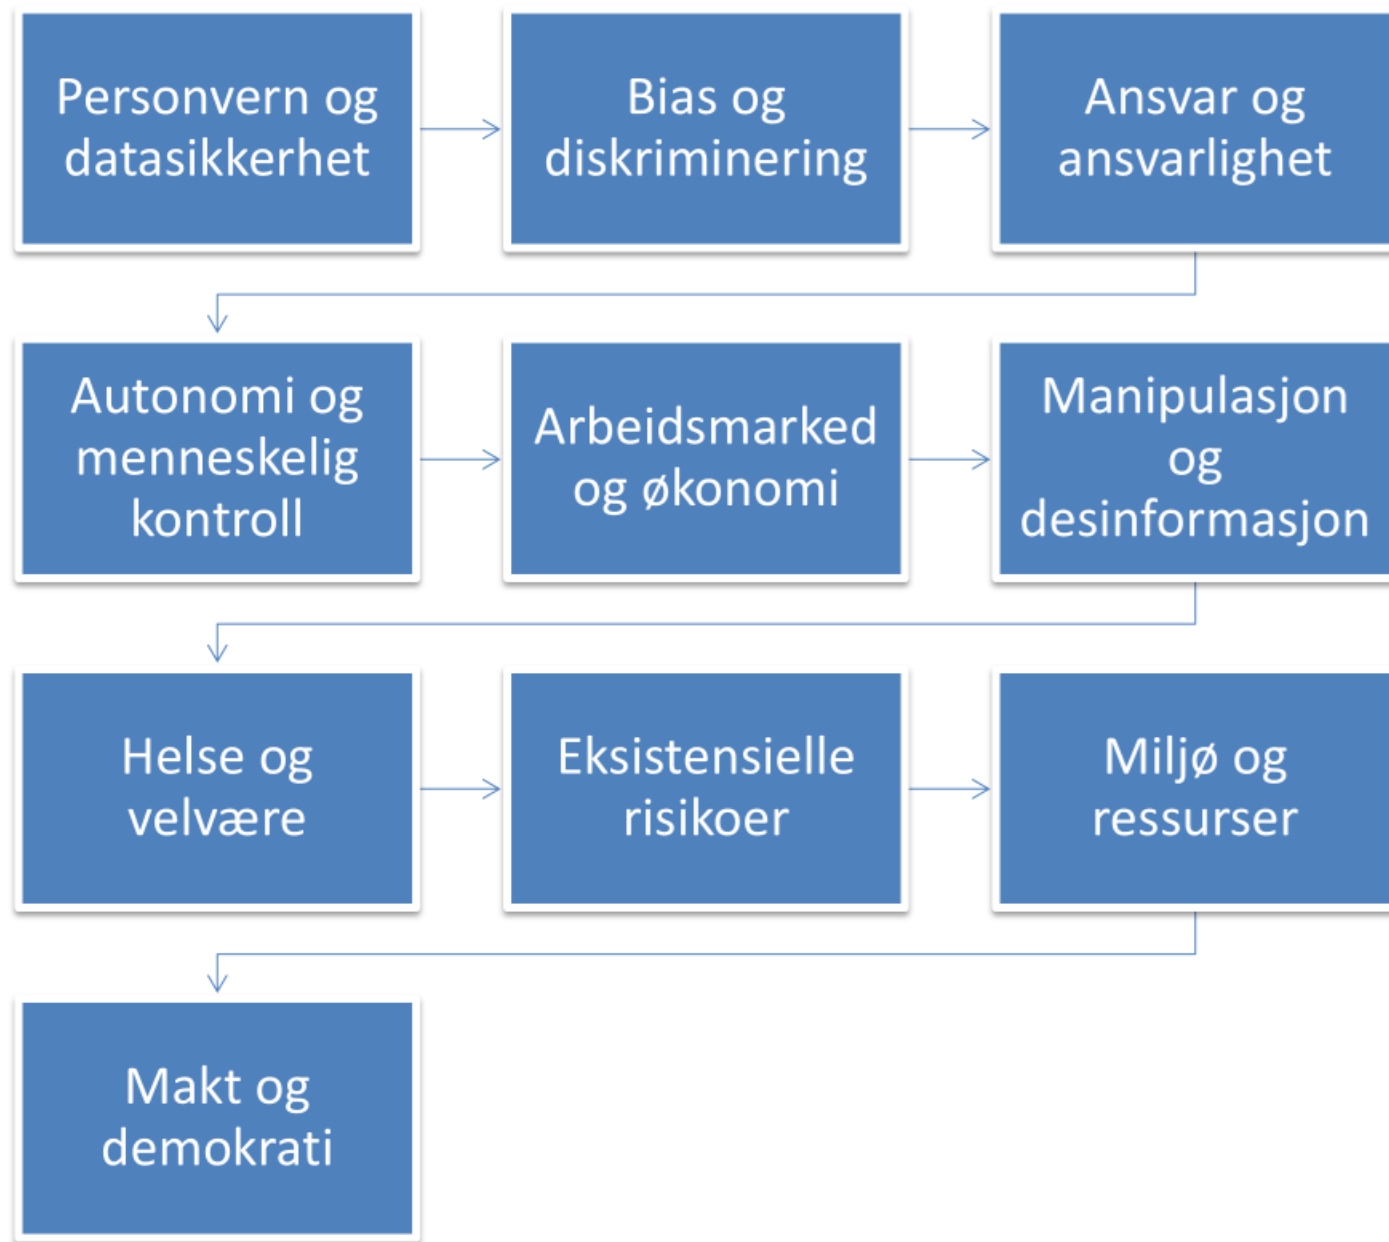 Personvern og
datasikkerhet
Bias og
diskriminering
Ansvar og
ansvarlighet
Autonomi og
menneskelig
kontroll
Arbeidsmarked
og økonomi
Manipulasjon
og
desinformasjon
Helse og
velvære
Eksistensielle
risikoer
Miljø og
ressurser
Makt og
demokrati